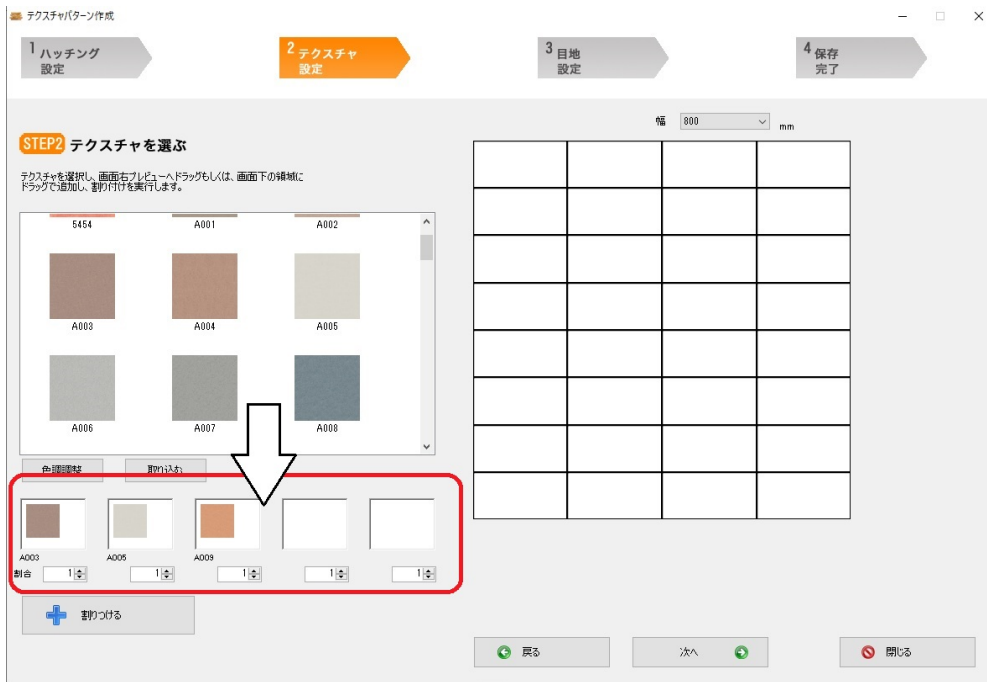 テクスチャパターン作成
1 ハッチング
設定
2 テクスチャ
設定
3 目地
設定
4 保存
完了
幅 800 mm
STEP2 テクスチャを選ぶ
テクスチャを選択し、画面右プレビューへドラッグもしくは、画面下の領域に
ドラッグで追加し、割り付けを実行します。
5454 A001 A002
A003 A004 A005
A006 A007 A008
色調調整 取り込む
A003 A005 A009
割合 1 1 1 1 1
割りつける
戻る 次へ 閉じる